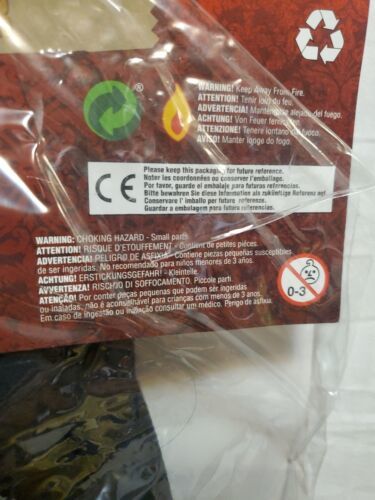 WARNING! Keep Away From Fire.
ATTENTION! Tenir loin du feu.
ADVERTENCIA! Mantenerlo alejado del fuego.
ACHTUNG! Von Feuer fernhalten
ATTENZIONE! Tenere lontano dal fuoco.
AVISO! Manter longe do fogo.
®
CE
Please keep this packaging for future reference.
Noter les coordonnées ou conserver l'emballage.
Por favor, guarde el embalaje para futuras referencias.
Bitte bewahren Sie diese Information als zukünftige Referenz auf
Conservare l' imballo per future referenze.
Guardar a embalagem para referências futuras.
WARNING: CHOKING HAZARD - Small parts
ATTENTION! RISQUE D'ETOUFFEMENT - Contient de petites pièces.
ADVERTENCIA! PELIGRO DE ASFIXIA - Contiene piezas pequeñas susceptibles
de ser ingeridas. No recomendado para niños menores de 3 anos.
ACHTUNG! ERSTICKUNGSGEFAHR! - Kleinteile.
AVVERTENZA! RISCHIO DI SOFFOCAMENTO. Piccole parti
ATENÇÃO! Por conter peças pequenas que podem ser ingeridas
ou inaladas, não é aconselhável para crianças com menos de 3 anos.
Em caso de ingestão ou inalação consultar um médico. Perigo de asfixia.
0-3